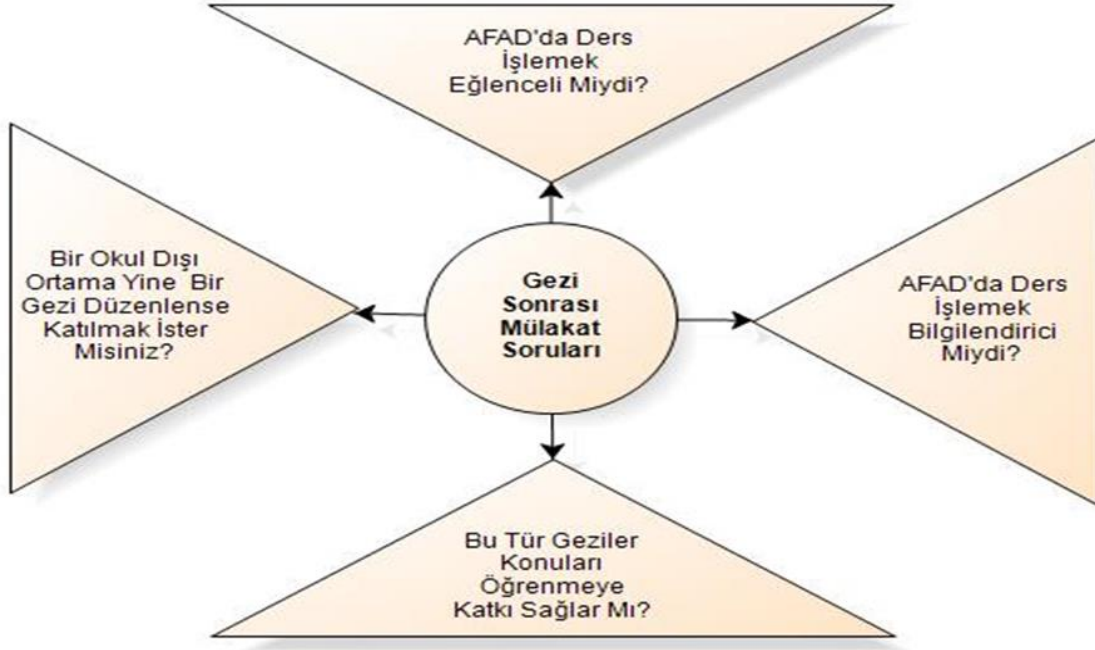 AFAD'da Ders
İşlemek
Eğlenceli Miydi?
Bir Okul Dışı
Ortama Yine Bir
Gezi Düzenlense
Katılmak İster
Misiniz?
Gezi
Sonrası
Mülakat
Soruları
AFAD'da Ders
İşlemek
Bilgilendirici
Miydi?
Bu Tür Geziler
Konuları
Öğrenmeye
Katkı Sağlar Mı?